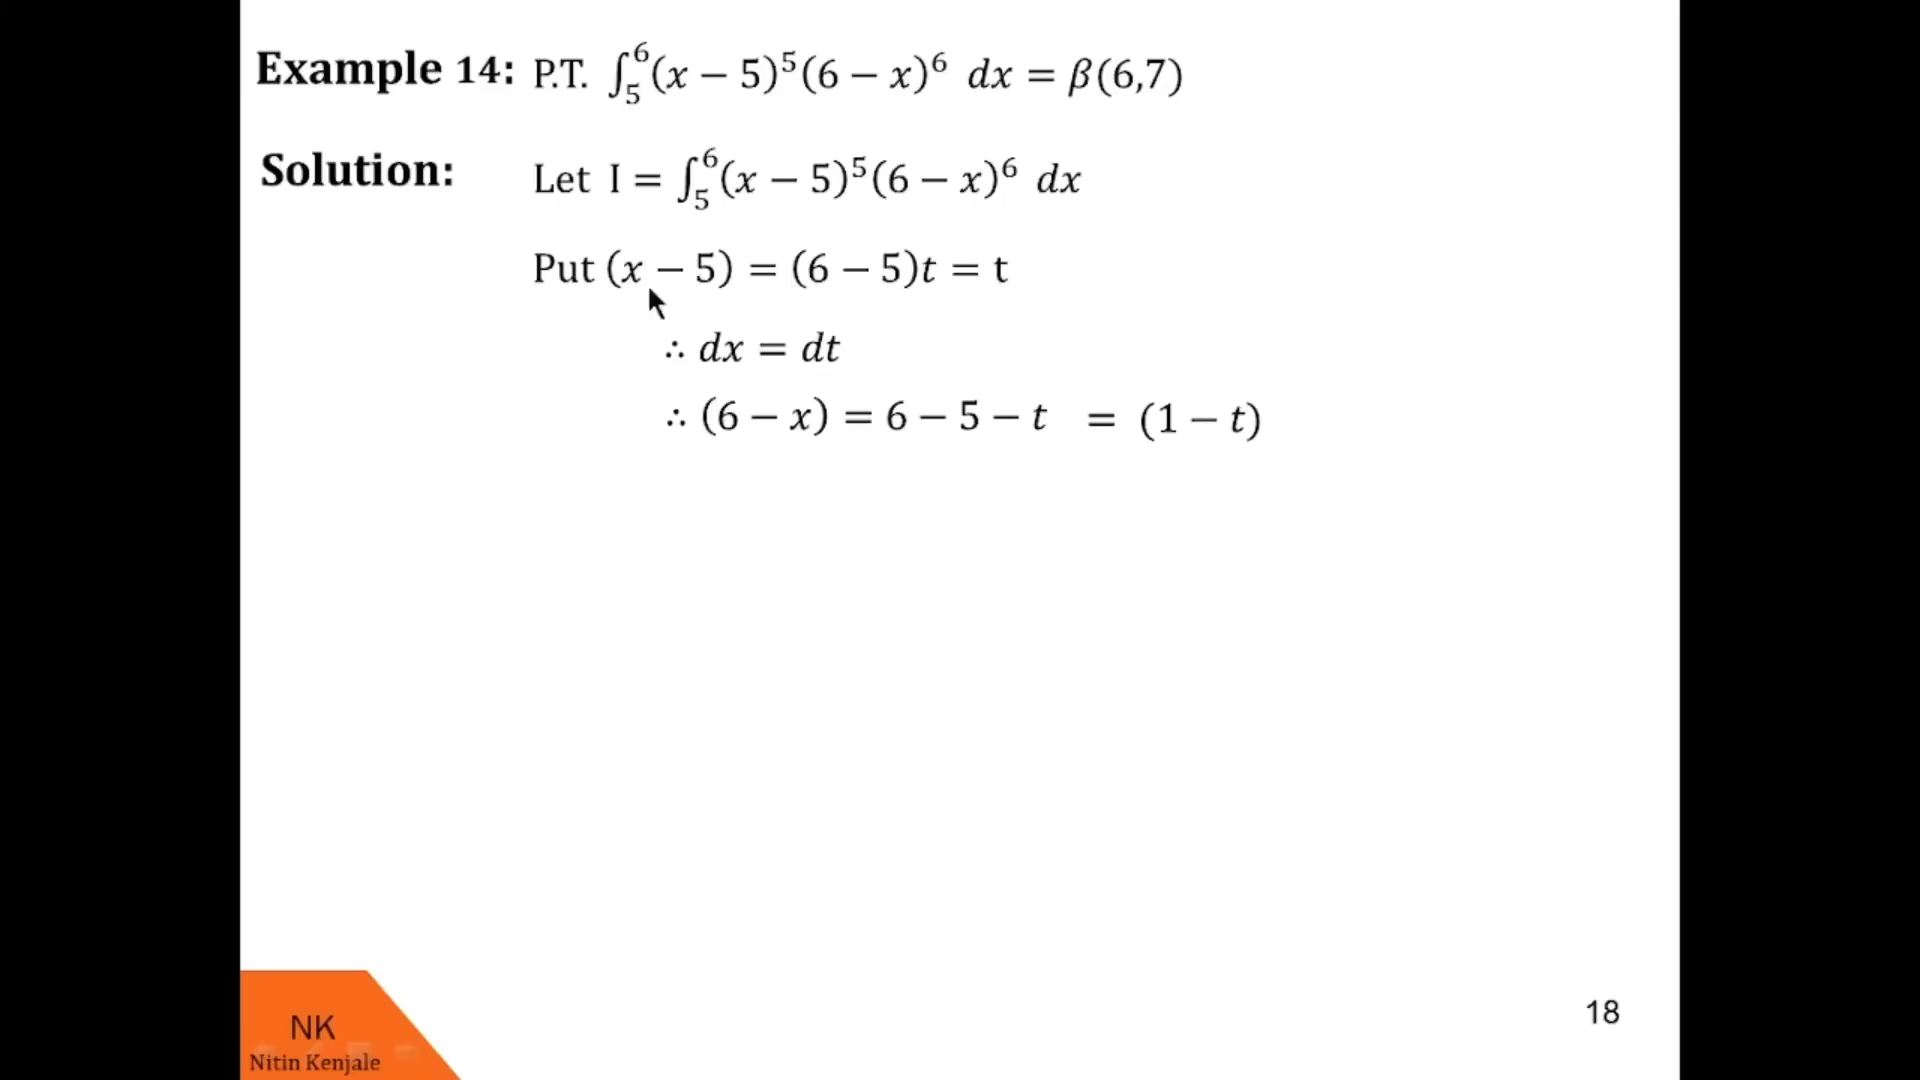 Example 14: P.T. ∫₅⁶(x − 5)⁵(6 − x)⁶ dx = β(6,7)
Solution: Let I = ∫₅⁶(x − 5)⁵(6 − x)⁶ dx
Put (x − 5) = (6 − 5)t = t
∴ dx = dt
∴ (6 − x) = 6 − 5 − t = (1 − t)
NK
Nitin Kenjale
18